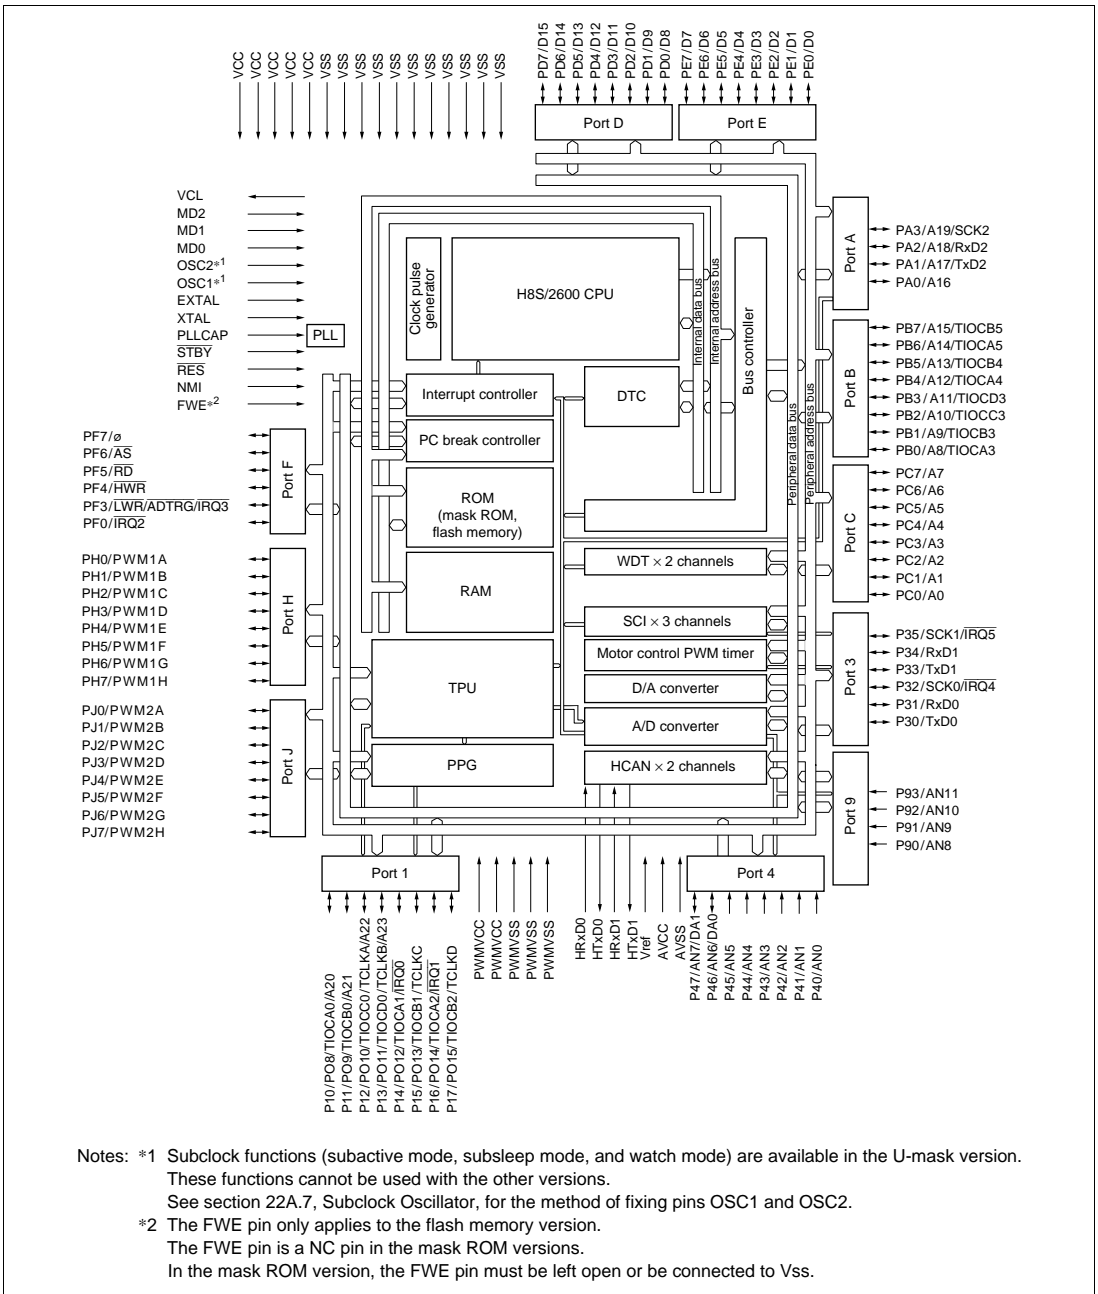 VCC
VCC
VCC
VCC
VCC
VSS
VSS
VSS
VSS
VSS
VSS
VSS
VSS
VSS
VSS
VSS
PD7/D15
PD6/D14
PD5/D13
PD4/D12
PD3/D11
PD2/D10
PD1/D9
PD0/D8
PE7/D7
PE6/D6
PE5/D5
PE4/D4
PE3/D3
PE2/D2
PE1/D1
PE0/D0
Port D
Port E
VCL
MD2
MD1
MD0
OSC2*1
OSC1*1
EXTAL
XTAL
PLLCAP
STBY
RES
NMI
FWE*2
PLL
Clock pulse
generator
H8S/2600 CPU
Interrupt controller
PC break controller
ROM
(mask ROM,
flash memory)
RAM
TPU
PPG
DTC
Internal data bus
Internal address bus
Bus controller
Peripheral data bus
Peripheral address bus
WDT × 2 channels
SCI × 3 channels
Motor control PWM timer
D/A converter
A/D converter
HCAN × 2 channels
Port A
PA3/A19/SCK2
PA2/A18/RxD2
PA1/A17/TxD2
PA0/A16
Port B
PB7/A15/TIOCB5
PB6/A14/TIOCA5
PB5/A13/TIOCB4
PB4/A12/TIOCA4
PB3/A11/TIOCD3
PB2/A10/TIOCC3
PB1/A9/TIOCB3
PB0/A8/TIOCA3
Port C
PC7/A7
PC6/A6
PC5/A5
PC4/A4
PC3/A3
PC2/A2
PC1/A1
PC0/A0
Port 3
P35/SCK1/IRQ5
P34/RxD1
P33/TxD1
P32/SCK0/IRQ4
P31/RxD0
P30/TxD0
Port 9
P93/AN11
P92/AN10
P91/AN9
P90/AN8
PF7/ø
PF6/AS
PF5/RD
PF4/HWR
PF3/LWR/ADTRG/IRQ3
PF0/IRQ2
Port F
PH0/PWM1A
PH1/PWM1B
PH2/PWM1C
PH3/PWM1D
PH4/PWM1E
PH5/PWM1F
PH6/PWM1G
PH7/PWM1H
Port H
PJ0/PWM2A
PJ1/PWM2B
PJ2/PWM2C
PJ3/PWM2D
PJ4/PWM2E
PJ5/PWM2F
PJ6/PWM2G
PJ7/PWM2H
Port J
Port 1
P10/PO8/TIOCA0/A20
P11/PO9/TIOCB0/A21
P12/PO10/TIOCC0/TCLKA/A22
P13/PO11/TIOCD0/TCLKB/A23
P14/PO12/TIOCA1/IRQ0
P15/PO13/TIOCB1/TCLKC
P16/PO14/TIOCA2/IRQ1
P17/PO15/TIOCB2/TCLKD
PWMVCC
PWMVCC
PWMVSS
PWMVSS
PWMVSS
HRxD0
HTxD0
HRxD1
HTxD1
Vref
AVCC
AVSS
Port 4
P47/AN7/DA1
P46/AN6/DA0
P45/AN5
P44/AN4
P43/AN3
P42/AN2
P41/AN1
P40/AN0
Notes: *1 Subclock functions (subactive mode, subsleep mode, and watch mode) are available in the U-mask version.
These functions cannot be used with the other versions.
See section 22A.7, Subclock Oscillator, for the method of fixing pins OSC1 and OSC2.
*2 The FWE pin only applies to the flash memory version.
The FWE pin is a NC pin in the mask ROM versions.
In the mask ROM version, the FWE pin must be left open or be connected to Vss.